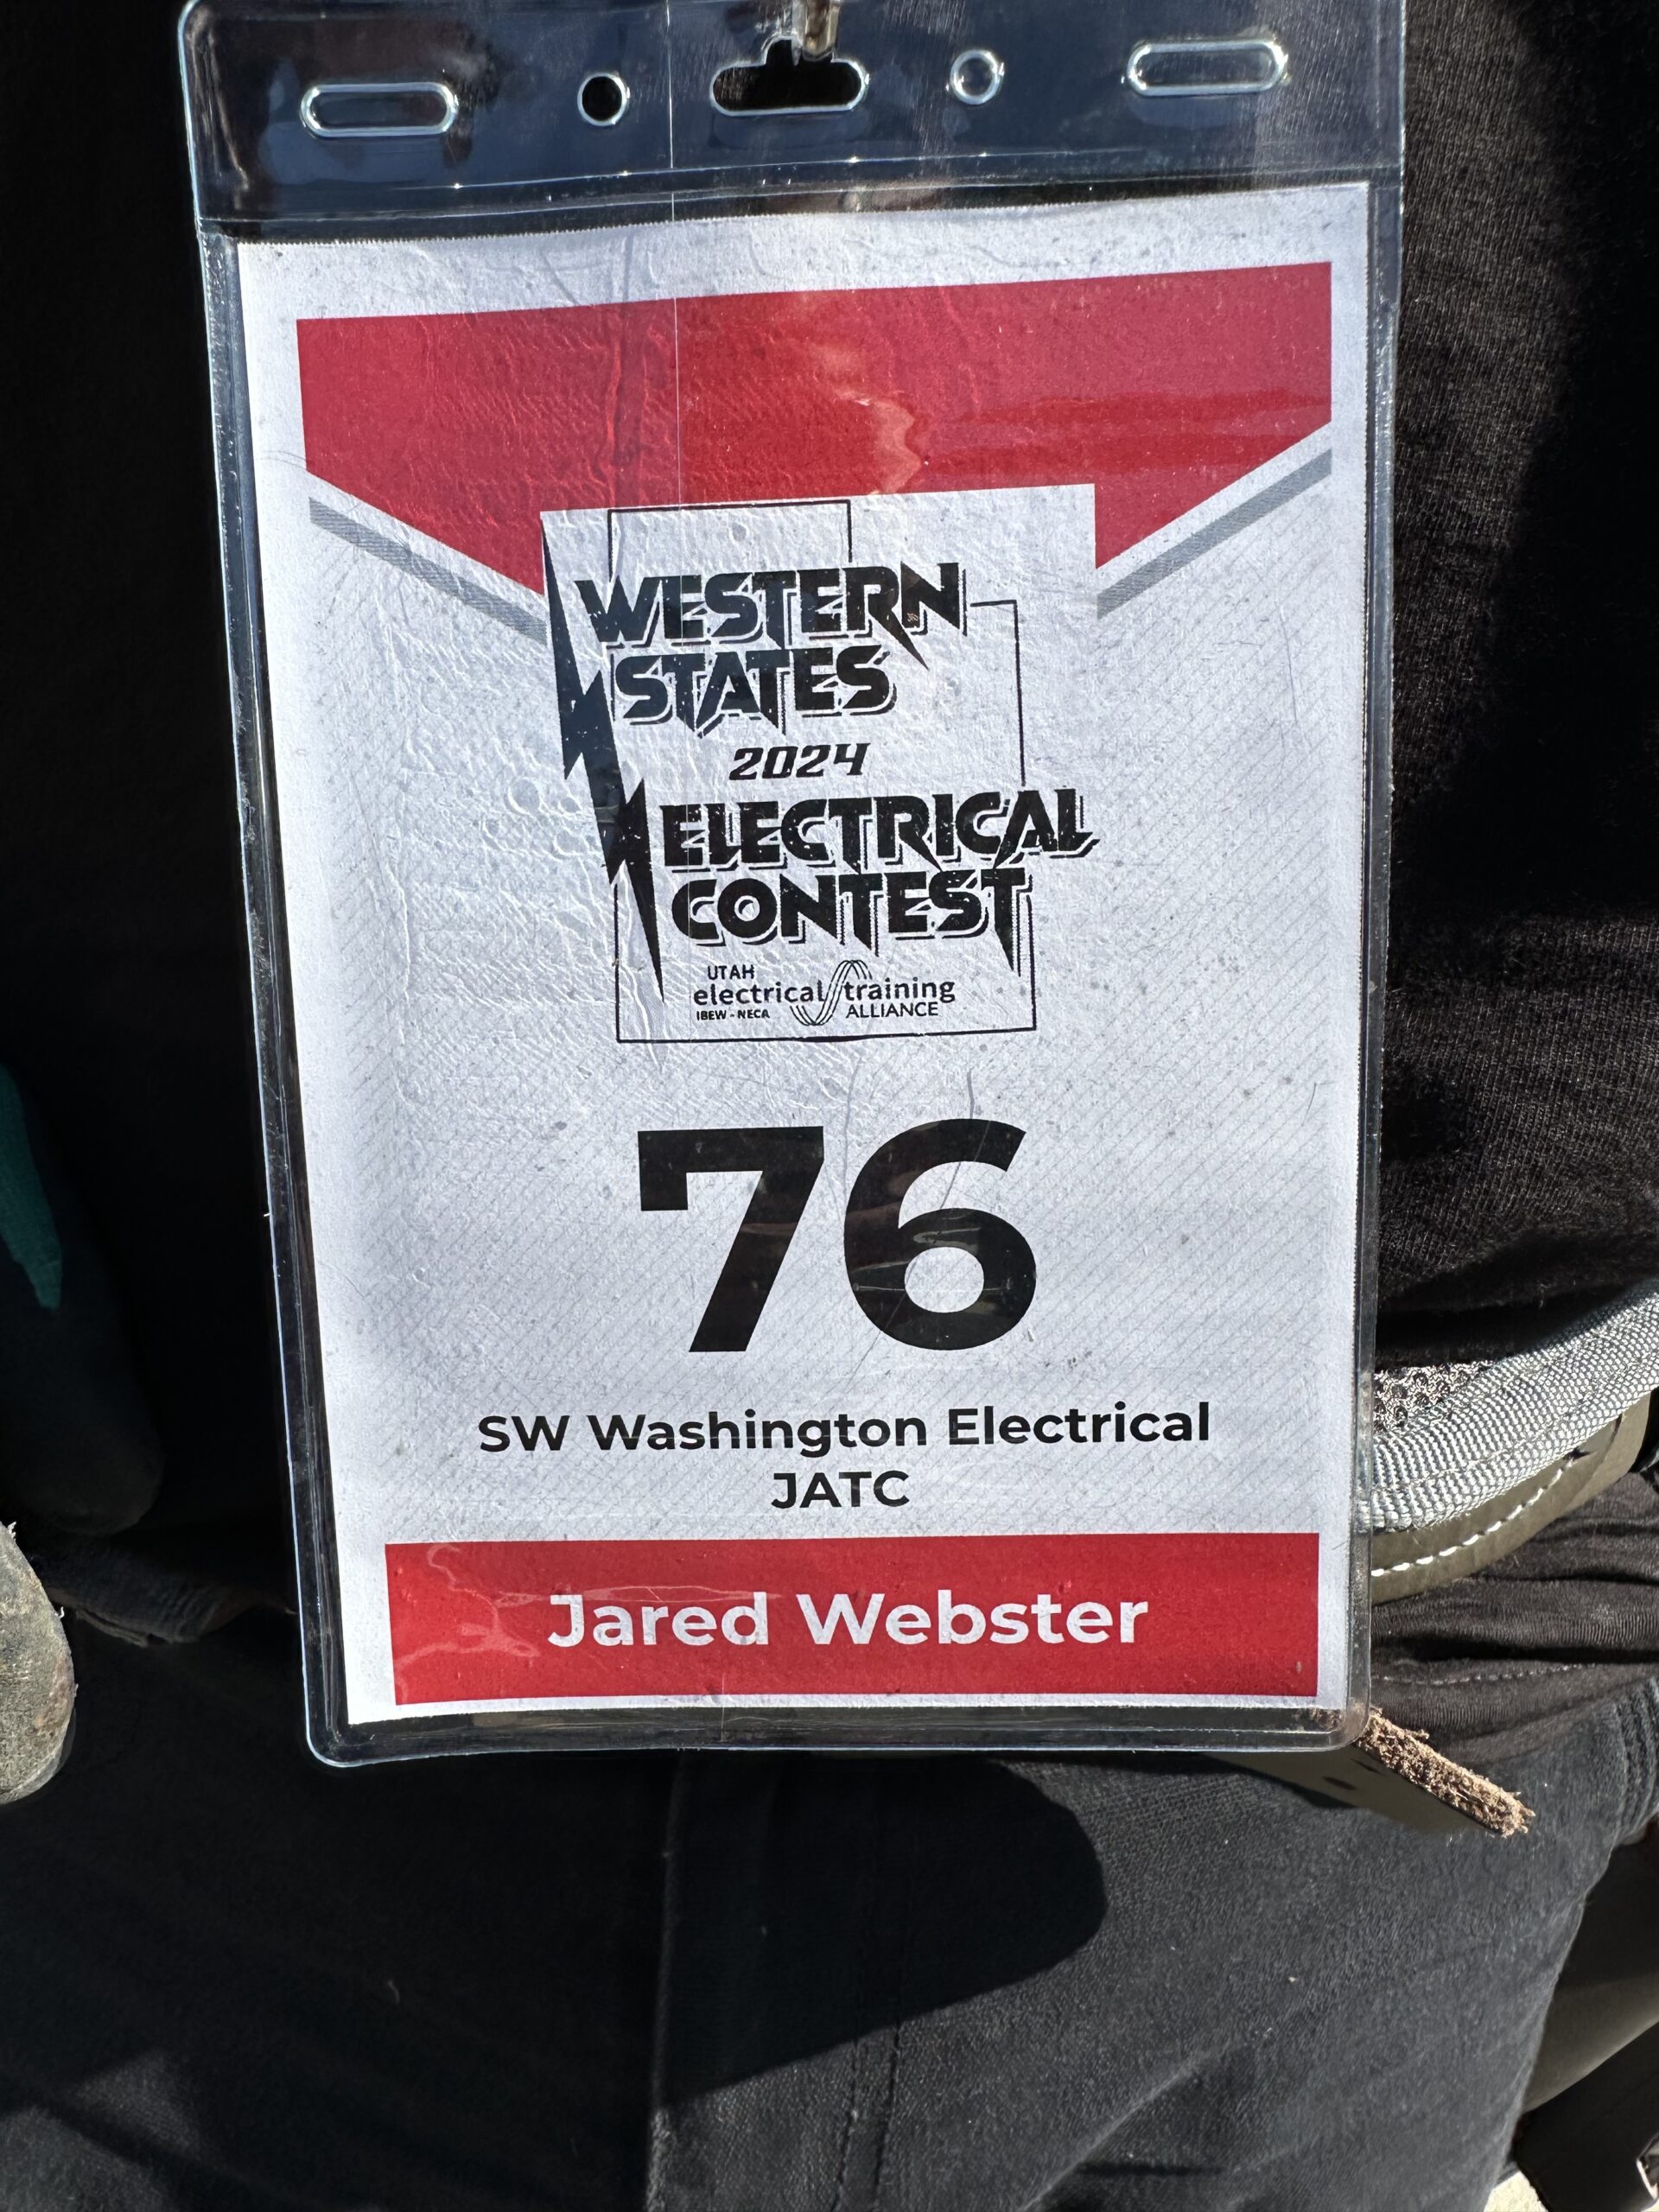 WESTERN
STATES
2024
ELECTRICAL
CONTEST
UTAH
electrical training
IBEW - NECA ALLIANCE
76
SW Washington Electrical
JATC
Jared Webster